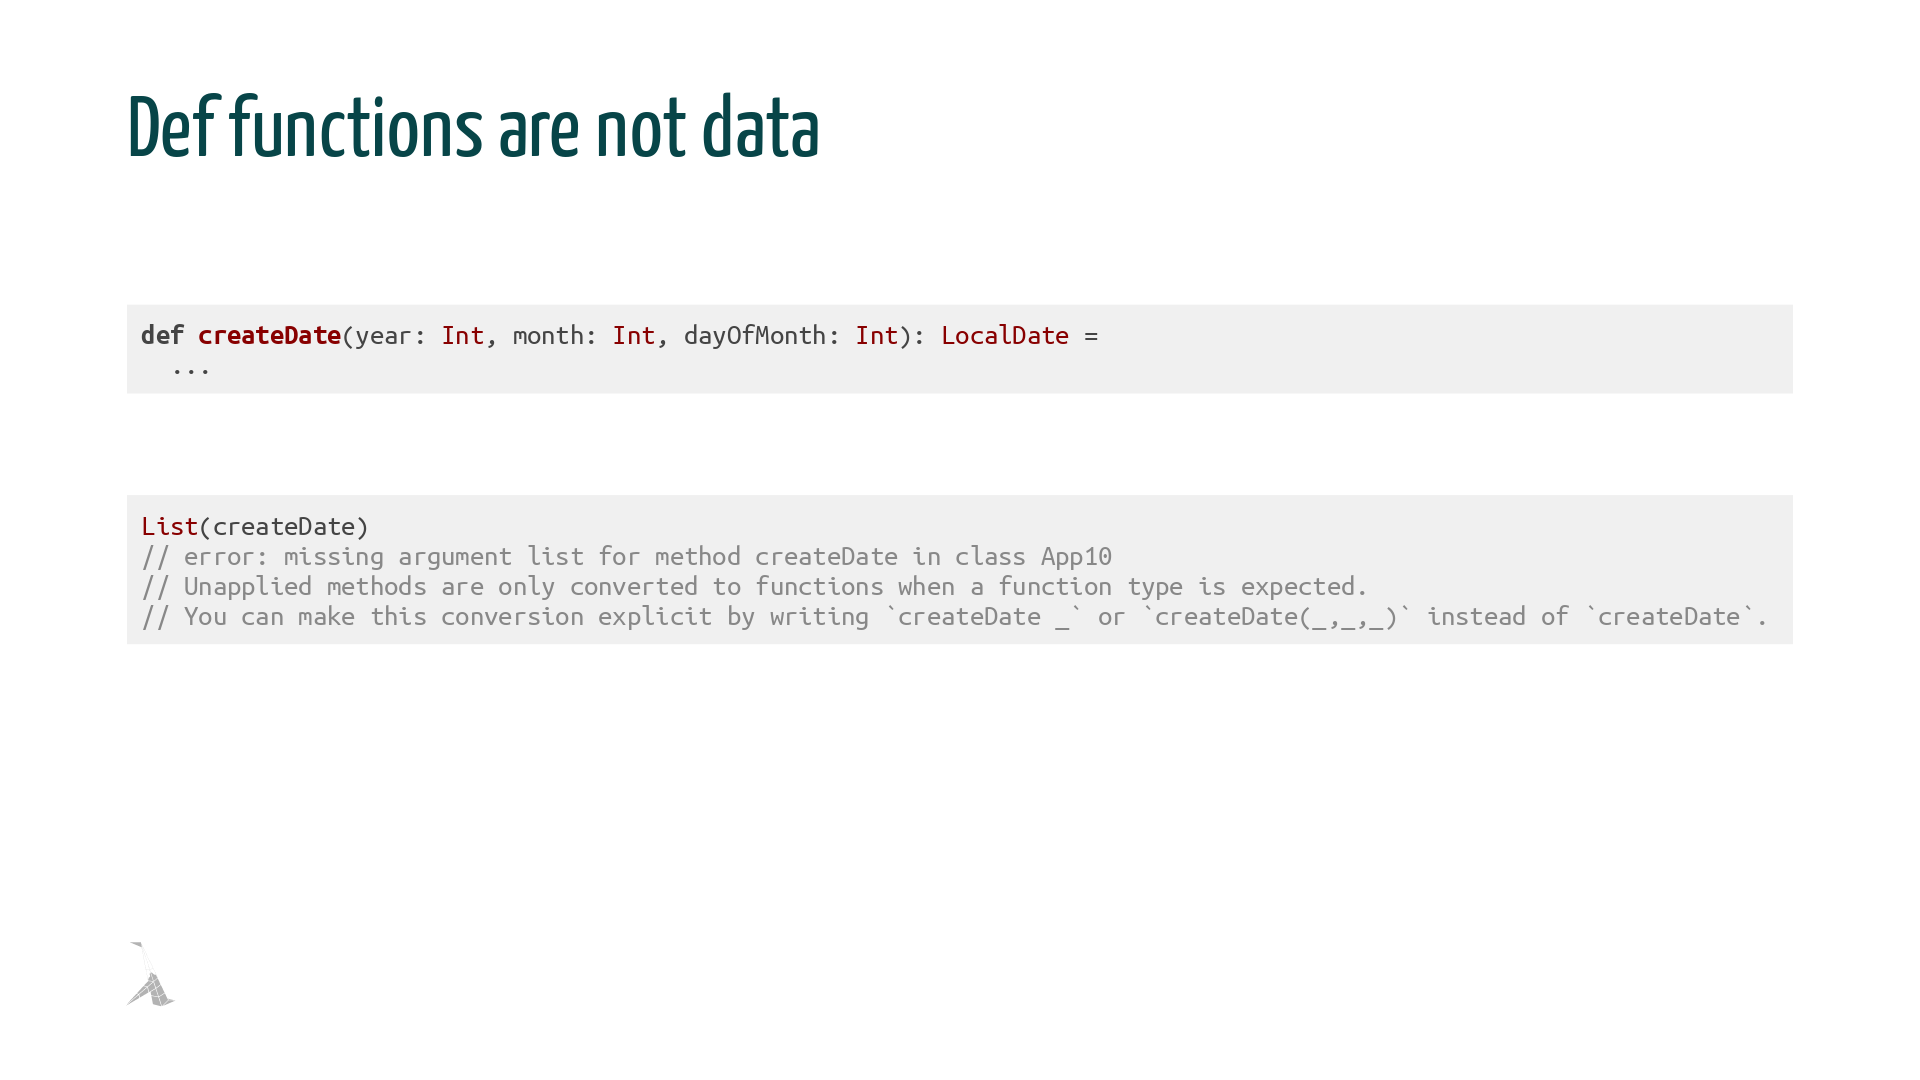 Def functions are not data
def createDate(year: Int, month: Int, dayOfMonth: Int): LocalDate =
  ...
List(createDate)
// error: missing argument list for method createDate in class App10
// Unapplied methods are only converted to functions when a function type is expected.
// You can make this conversion explicit by writing `createDate _` or `createDate(_,_,_)` instead of `createDate`.